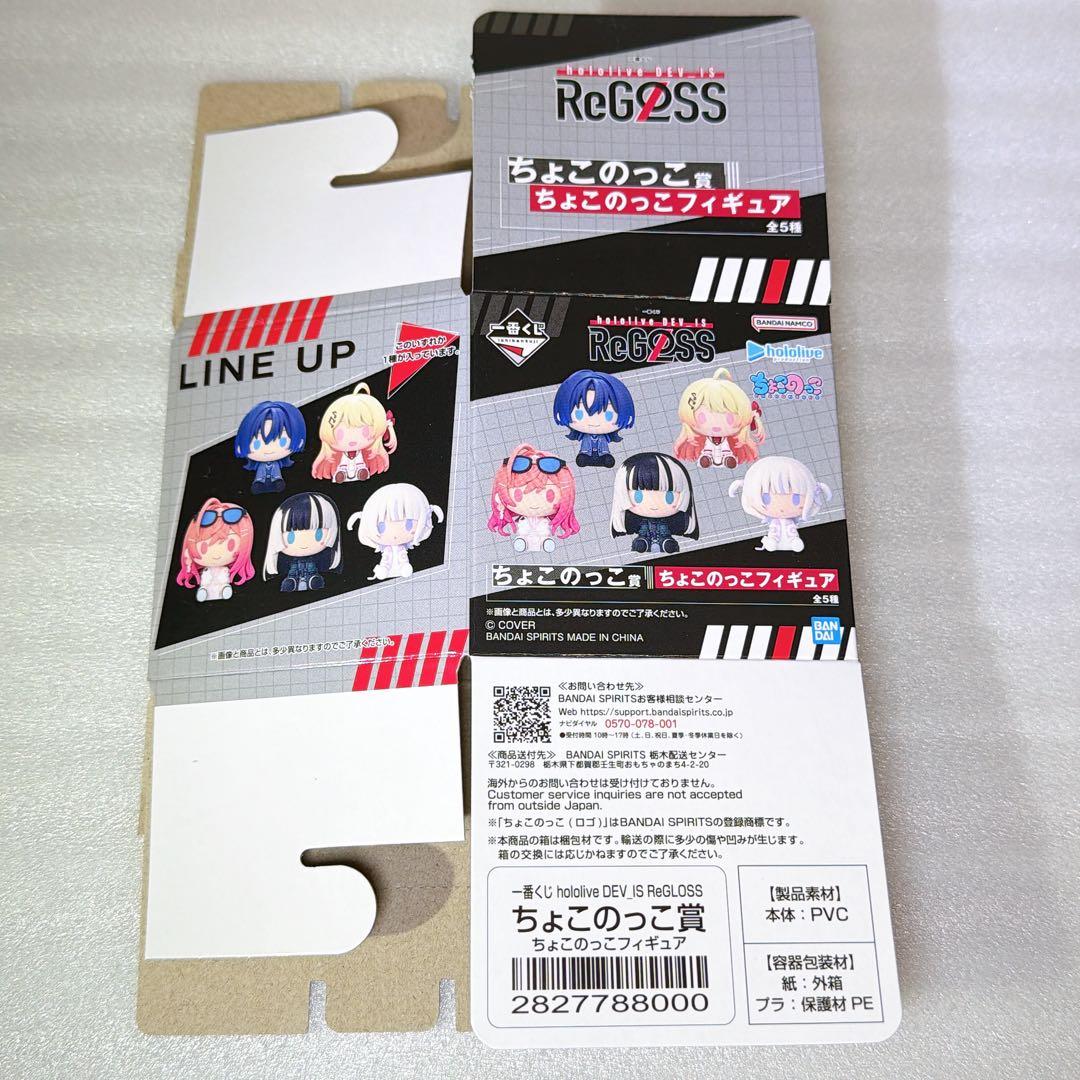 一番くじ
hololive DEV_IS
ReGLOSS
ちょこのっこ賞
ちょこのっこフィギュア
全5種
LINE UP
このいずれか
1種が入っています。
※画像と商品とは、多少異なりますのでご了承ください。
一番くじ
ichibankuji
一番くじ
hololive DEV_IS
ReGLOSS
BANDAI NAMCO
hololive
production
ちょこのっこ
ちょこのっこ賞
ちょこのっこフィギュア
全5種
※画像と商品とは、多少異なりますのでご了承ください。
© COVER
BANDAI SPIRITS MADE IN CHINA
BAN
DAI
≪お問い合わせ先≫
BANDAI SPIRITSお客様相談センター
Web https://support.bandaispirits.co.jp
ナビダイヤル 0570-078-001
●受付時間 10時～17時 (土、日、祝日、夏季・冬季休業日を除く)
≪商品送付先≫ BANDAI SPIRITS 栃木配送センター
〒321-0298 栃木県下都賀郡壬生町おもちゃのまち4-2-20
海外からのお問い合わせは受け付けておりません。
Customer service inquiries are not accepted
from outside Japan.
※「ちょこのっこ (ロゴ)」はBANDAI SPIRITSの登録商標です。
※本商品の箱は梱包材です。輸送の際に多少の傷や凹みが生じます。
箱の交換には応じかねますのでご了承ください。
一番くじ hololive DEV_IS ReGLOSS
ちょこのっこ賞
ちょこのっこフィギュア
2827788000
【製品素材】
本体：PVC
【容器包装材】
紙：外箱
プラ：保護材 PE